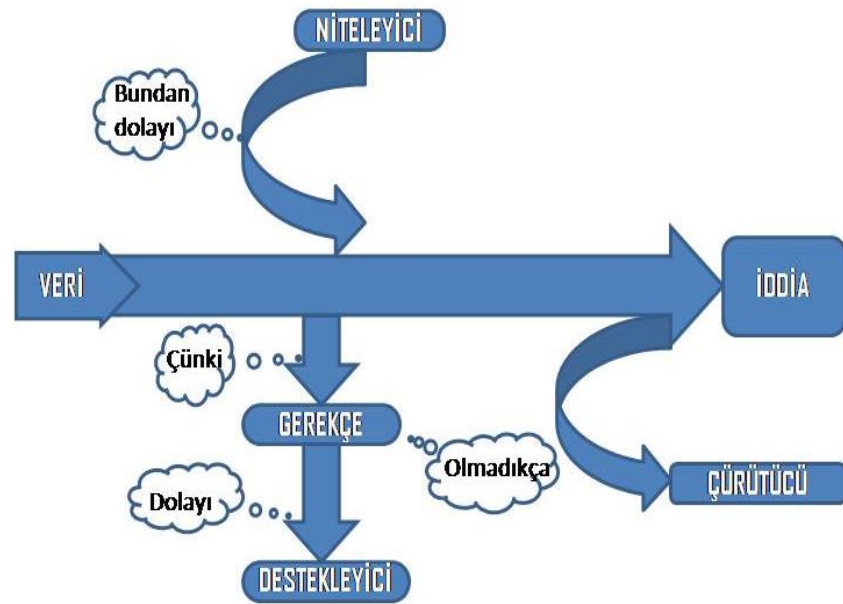 NİTELEYİCİ
Bundan
dolayı
VERİ
İDDİA
Çünki
GEREKÇE
Olmadıkça
ÇÜRÜTÜCÜ
Dolayı
DESTEKLEYİCİ